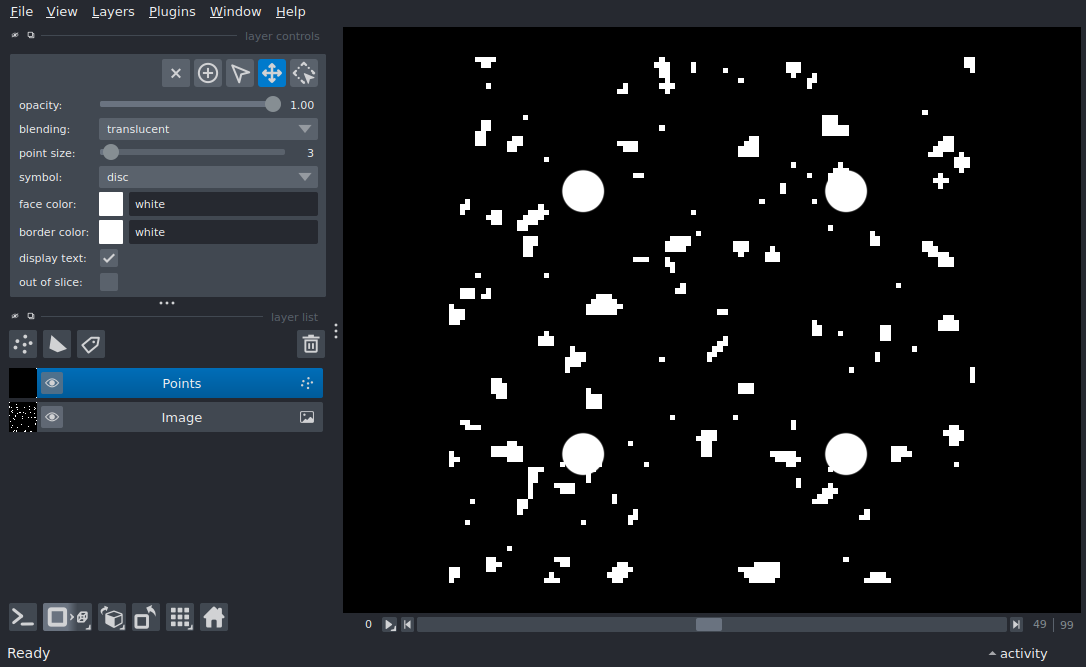 File View Layers Plugins Window Help
layer controls
opacity: 1.00
blending: translucent
point size: 3
symbol: disc
face color: white
border color: white
display text:
out of slice:
layer list
Points
Image
0 49 | 99
Ready activity